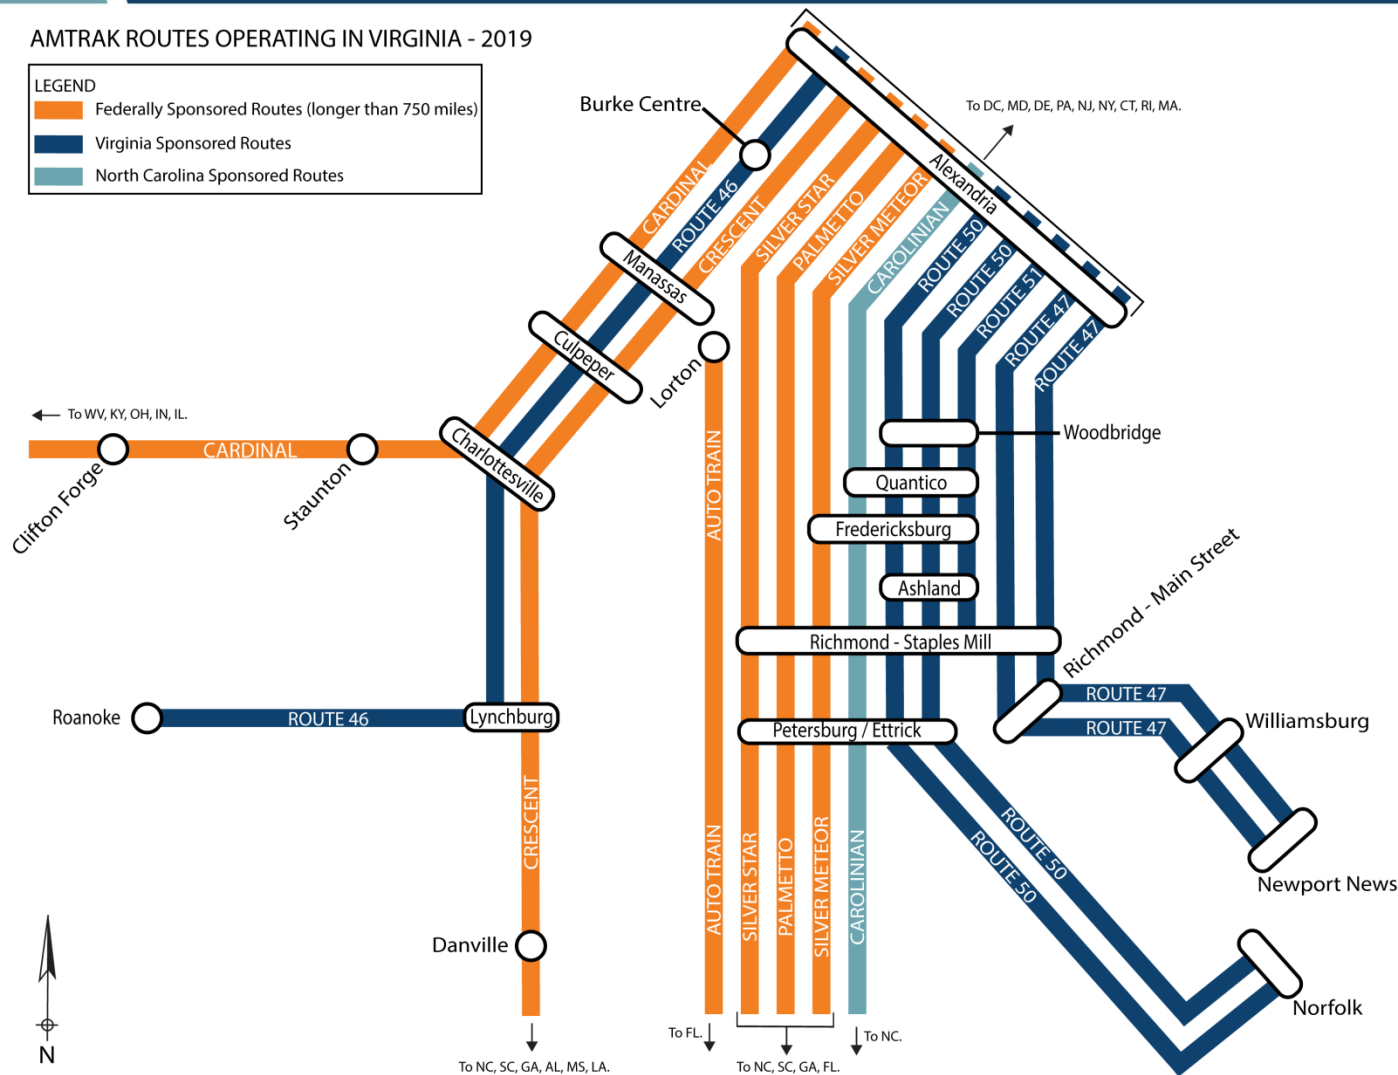 AMTRAK ROUTES OPERATING IN VIRGINIA - 2019
LEGEND
Federally Sponsored Routes (longer than 750 miles)
Virginia Sponsored Routes
North Carolina Sponsored Routes
Burke Centre
To DC, MD, DE, PA, NJ, NY, CT, RI, MA.
Alexandria
CARDINAL
ROUTE 46
CRESCENT
SILVER STAR
PALMETTO
SILVER METEOR
CAROLINIAN
ROUTE 50
ROUTE 50
ROUTE 51
ROUTE 47
ROUTE 47
Manassas
Culpeper
Lorton
To WV, KY, OH, IN, IL.
CARDINAL
Clifton Forge
Staunton
Charlottesville
Woodbridge
Quantico
AUTO TRAIN
Fredericksburg
Ashland
Richmond - Staples Mill
Richmond - Main Street
ROUTE 47
ROUTE 47
Roanoke
ROUTE 46
Lynchburg
Petersburg / Ettrick
Williamsburg
CRESCENT
AUTO TRAIN
SILVER STAR
PALMETTO
SILVER METEOR
CAROLINIAN
ROUTE 50
ROUTE 50
Newport News
Danville
Norfolk
N
To NC, SC, GA, AL, MS, LA.
To FL.
To NC, SC, GA, FL.
To NC.